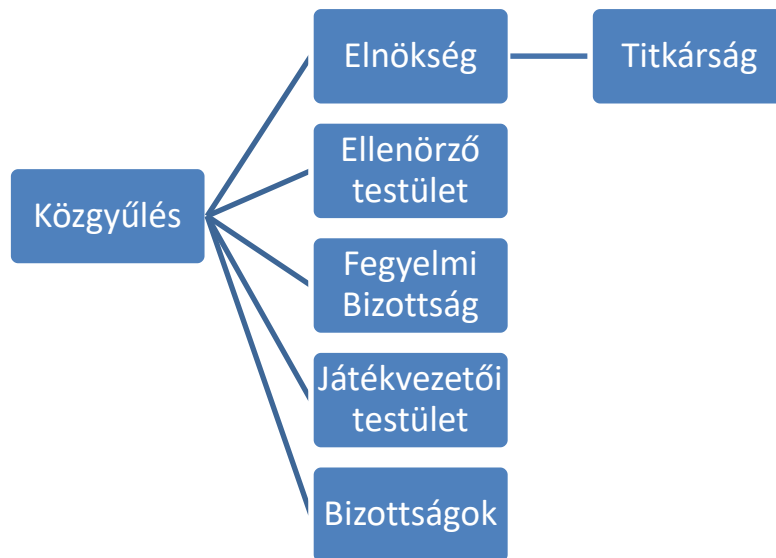 Elnökség
Titkárság
Ellenörző
testület
Közgyűlés
Fegyelmi
Bizottság
Játékvezetői
testület
Bizottságok